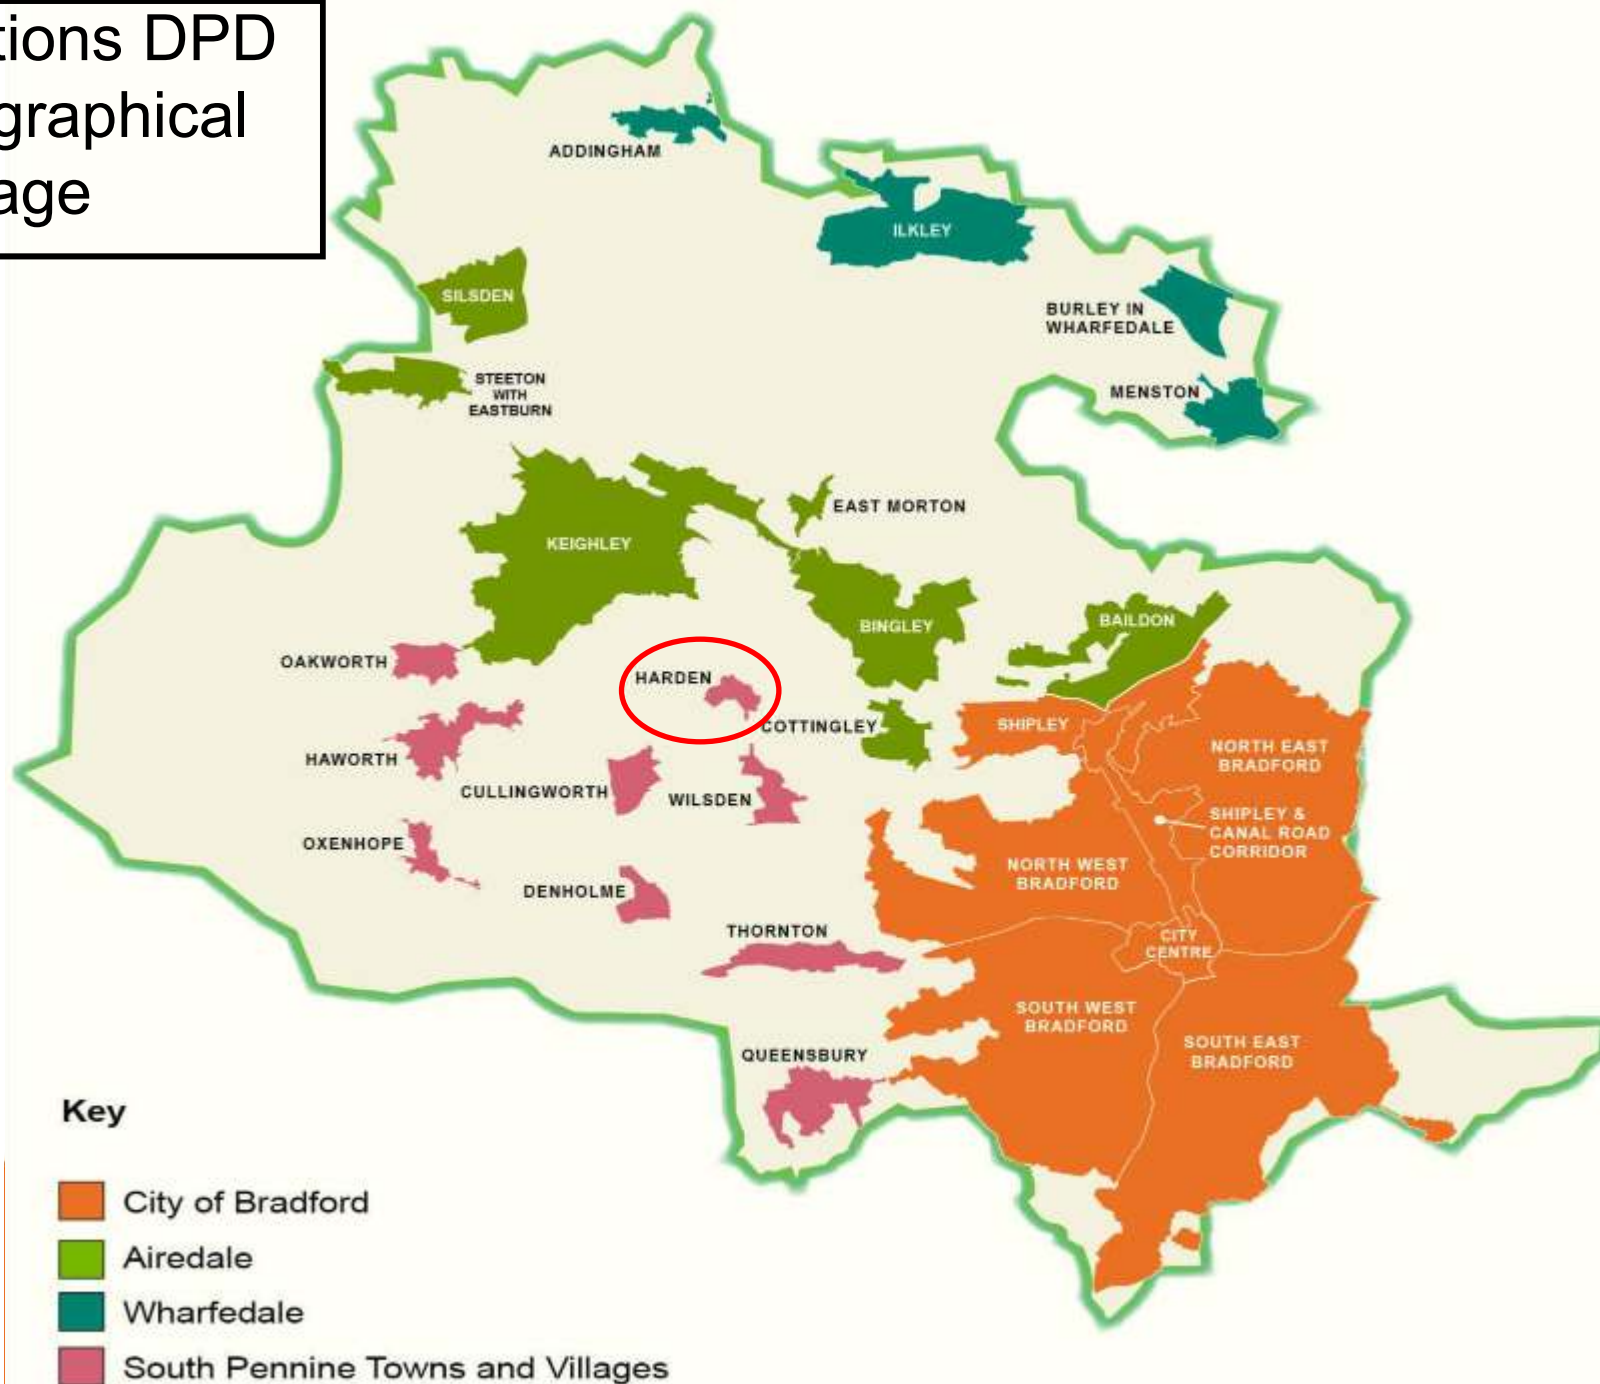 tions DPD
graphical
age
ADDINGHAM
ILKLEY
SILSDEN
BURLEY IN
WHARFEDALE
STEETON
WITH
EASTBURN
MENSTON
EAST MORTON
KEIGHLEY
BINGLEY
BAILDON
OAKWORTH
HARDEN
COTTINGLEY
SHIPLEY
HAWORTH
NORTH EAST
BRADFORD
CULLINGWORTH
WILSDEN
SHIPLEY &
CANAL ROAD
CORRIDOR
OXENHOPE
NORTH WEST
BRADFORD
DENHOLME
THORNTON
CITY
CENTRE
SOUTH WEST
BRADFORD
SOUTH EAST
BRADFORD
QUEENSBURY
Key
City of Bradford
Airedale
Wharfedale
South Pennine Towns and Villages